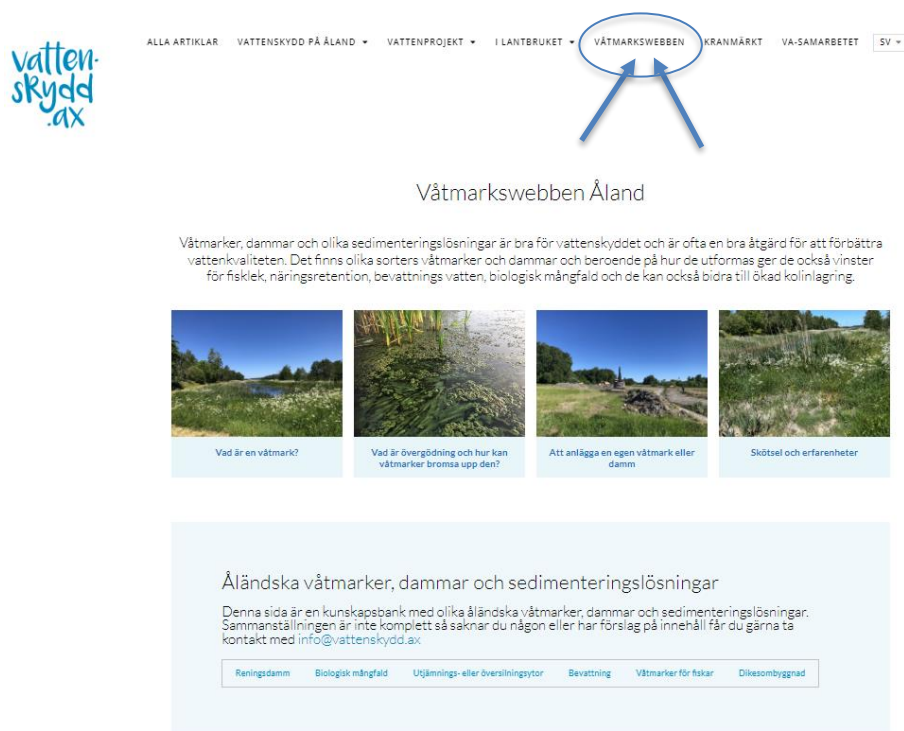 vatten-
skydd
.ax
ALLA ARTIKLAR VATTENSKYDD PÅ ÅLAND VATTENPROJEKT I LANTBRUKET VÅTMARKSWEBBEN KRANMÄRKT VA-SAMARBETET SV
Våtmarkswebben Åland
Våtmarker, dammar och olika sedimenteringslösningar är bra för vattenskyddet och är ofta en bra åtgärd för att förbättra
vattenkvaliteten. Det finns olika sorters våtmarker och dammar och beroende på hur de utformas ger de också vinster
för fisklek, näringsretention, bevattnings vatten, biologisk mångfald och de kan också bidra till ökad kolinlagring.
Vad är en våtmark?
Vad är övergödning och hur kan
våtmarker bromsa upp den?
Att anlägga en egen våtmark eller
damm
Skötsel och erfarenheter
Åländska våtmarker, dammar och sedimenteringslösningar
Denna sida är en kunskapsbank med olika åländska våtmarker, dammar och sedimenteringslösningar.
Sammanställningen är inte komplett så saknar du någon eller har förslag på innehåll får du gärna ta
kontakt med info@vattenskydd.ax
Reningsdamm Biologisk mångfald Utjämnings- eller översilningsytor Bevattning Våtmarker för fiskar Dikesombyggnad